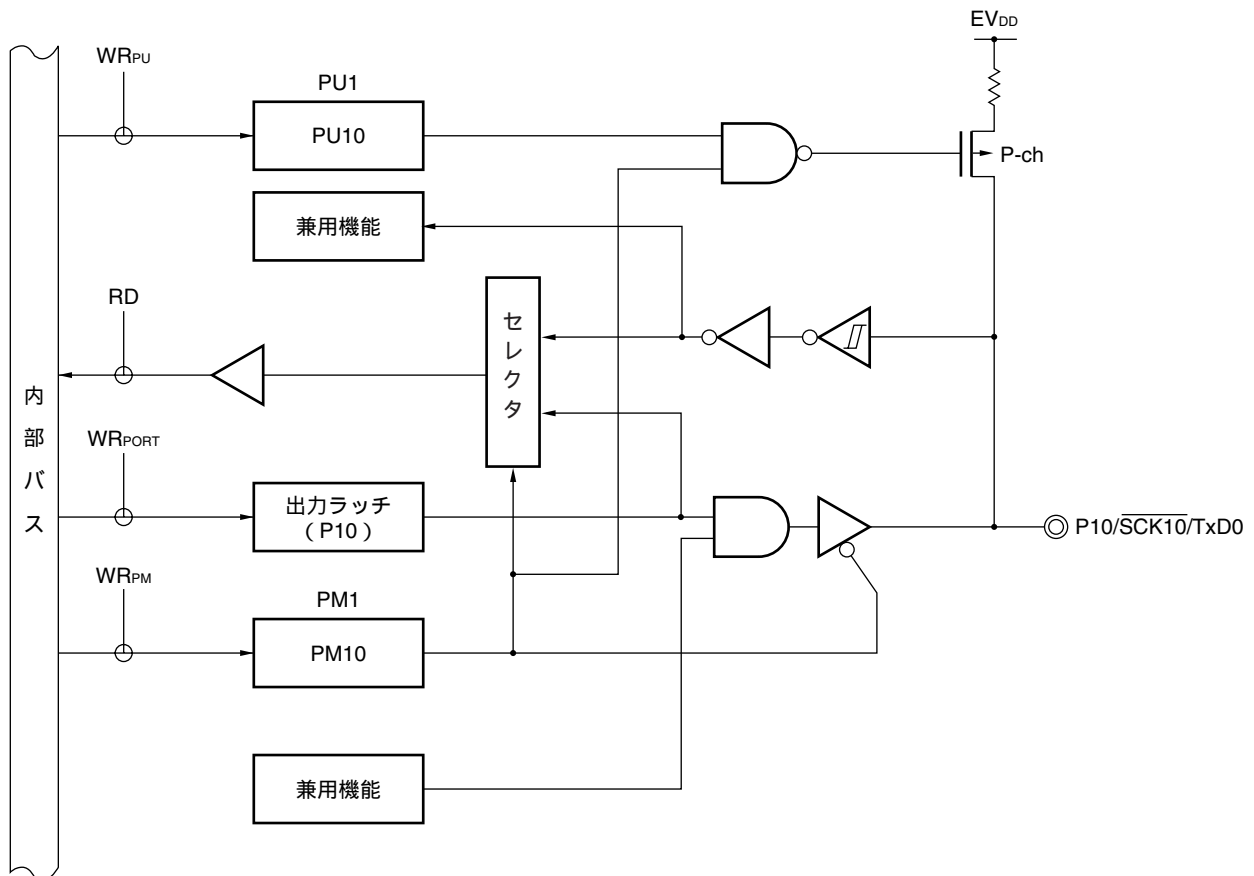 EVDD
WRPU
PU1
PU10
P-ch
兼用機能
RD
セレクタ
内部バス
WRPORT
出力ラッチ
(P10)
P10/SCK10/TxD0
WRPM
PM1
PM10
兼用機能